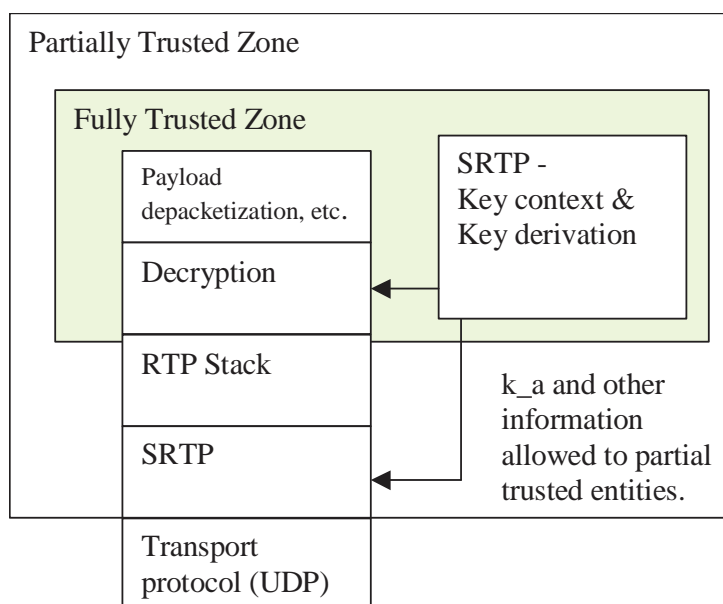 Partially Trusted Zone
Fully Trusted Zone
Payload
depacketization, etc.
Decryption
RTP Stack
SRTP
Transport
protocol (UDP)
SRTP -
Key context &
Key derivation
k_a and other
information
allowed to partial
trusted entities.